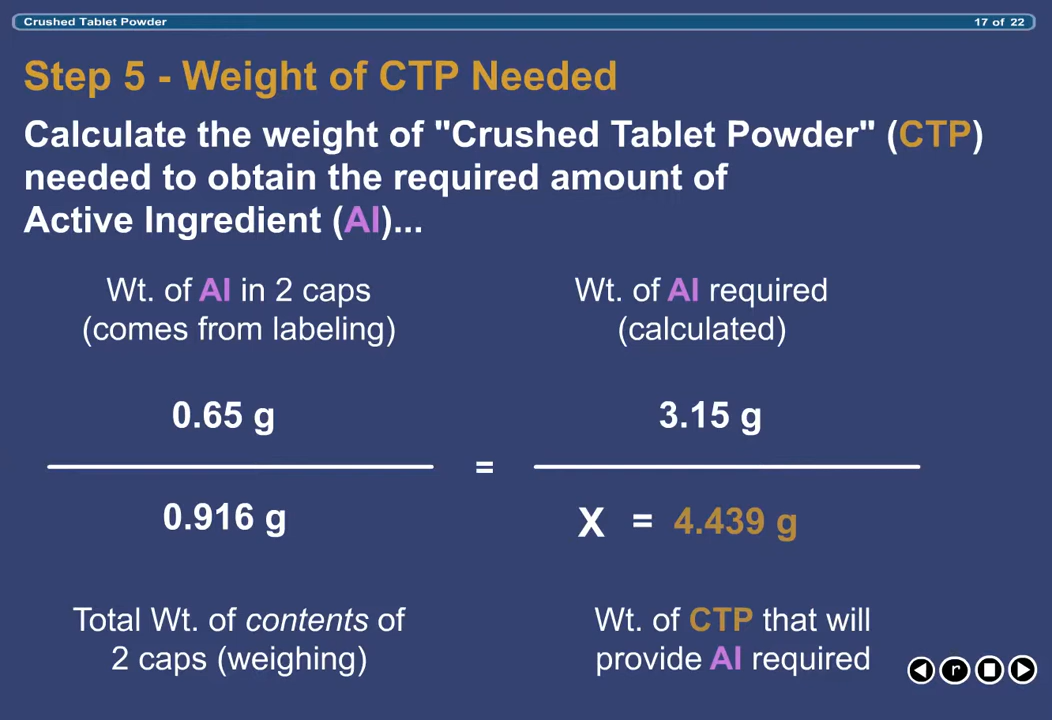 Crushed Tablet Powder 17 of 22
Step 5 - Weight of CTP Needed
Calculate the weight of "Crushed Tablet Powder" (CTP)
needed to obtain the required amount of
Active Ingredient (AI)...
Wt. of AI in 2 caps
(comes from labeling)
Wt. of AI required
(calculated)
0.65 g
0.916 g
=
3.15 g
X = 4.439 g
Total Wt. of contents of
2 caps (weighing)
Wt. of CTP that will
provide AI required
r